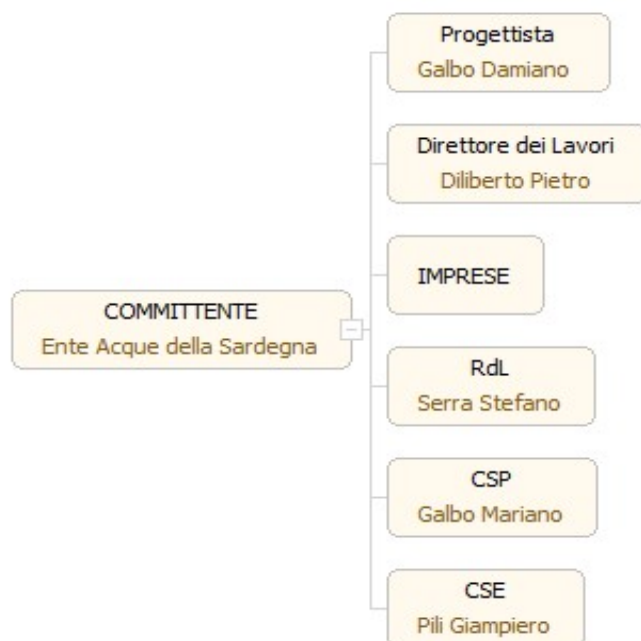 Progettista
Galbo Damiano
Direttore dei Lavori
Diliberto Pietro
IMPRESE
COMMITTENTE
Ente Acque della Sardegna
RdL
Serra Stefano
CSP
Galbo Mariano
CSE
Pili Giampiero